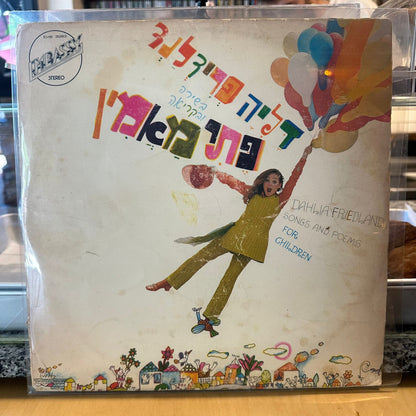 STEREO
דליה פרידלנד
בשירה
ובקריאה
פתי מאמין
DAHLIA FRIEDLAND
SONGS AND POEMS
FOR
CHILDREN